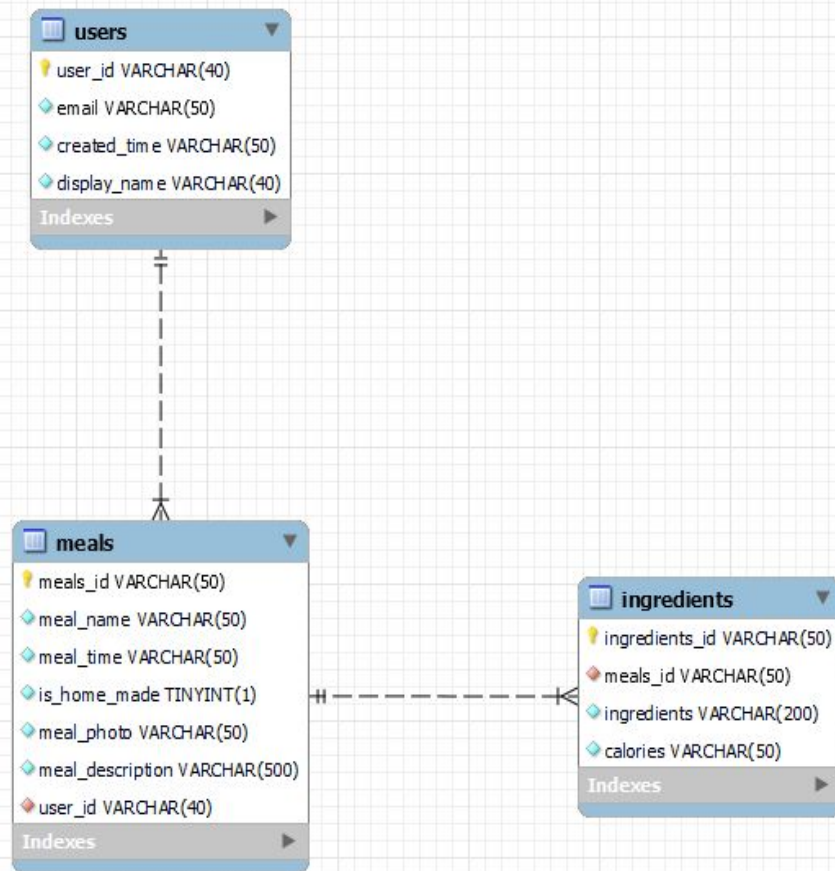 users
user_id VARCHAR(40)
email VARCHAR(50)
created_time VARCHAR(50)
display_name VARCHAR(40)
Indexes
meals
meals_id VARCHAR(50)
meal_name VARCHAR(50)
meal_time VARCHAR(50)
is_home_made TINYINT(1)
meal_photo VARCHAR(50)
meal_description VARCHAR(500)
user_id VARCHAR(40)
Indexes
ingredients
ingredients_id VARCHAR(50)
meals_id VARCHAR(50)
ingredients VARCHAR(200)
calories VARCHAR(50)
Indexes